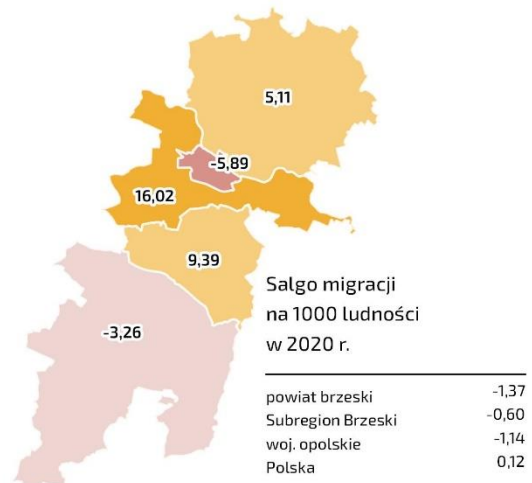 5,11
-5,89
16,02
9,39
-3,26
Salgo migracji
na 1000 ludności
w 2020 r.
powiat brzeski -1,37
Subregion Brzeski -0,60
woj. opolskie -1,14
Polska 0,12